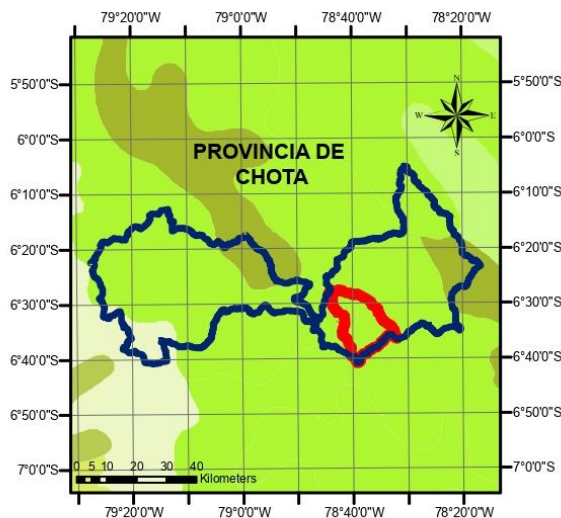 79°20'0"W 79°0'0"W 78°40'0"W 78°20'0"W
5°50'0"S 5°50'0"S
N
W E
S
6°0'0"S 6°0'0"S
PROVINCIA DE
CHOTA
6°10'0"S 6°10'0"S
6°20'0"S 6°20'0"S
6°30'0"S 6°30'0"S
6°40'0"S 6°40'0"S
6°50'0"S 6°50'0"S
7°0'0"S 7°0'0"S
0 5 10 20 30 40
Kilometers
79°20'0"W 79°0'0"W 78°40'0"W 78°20'0"W